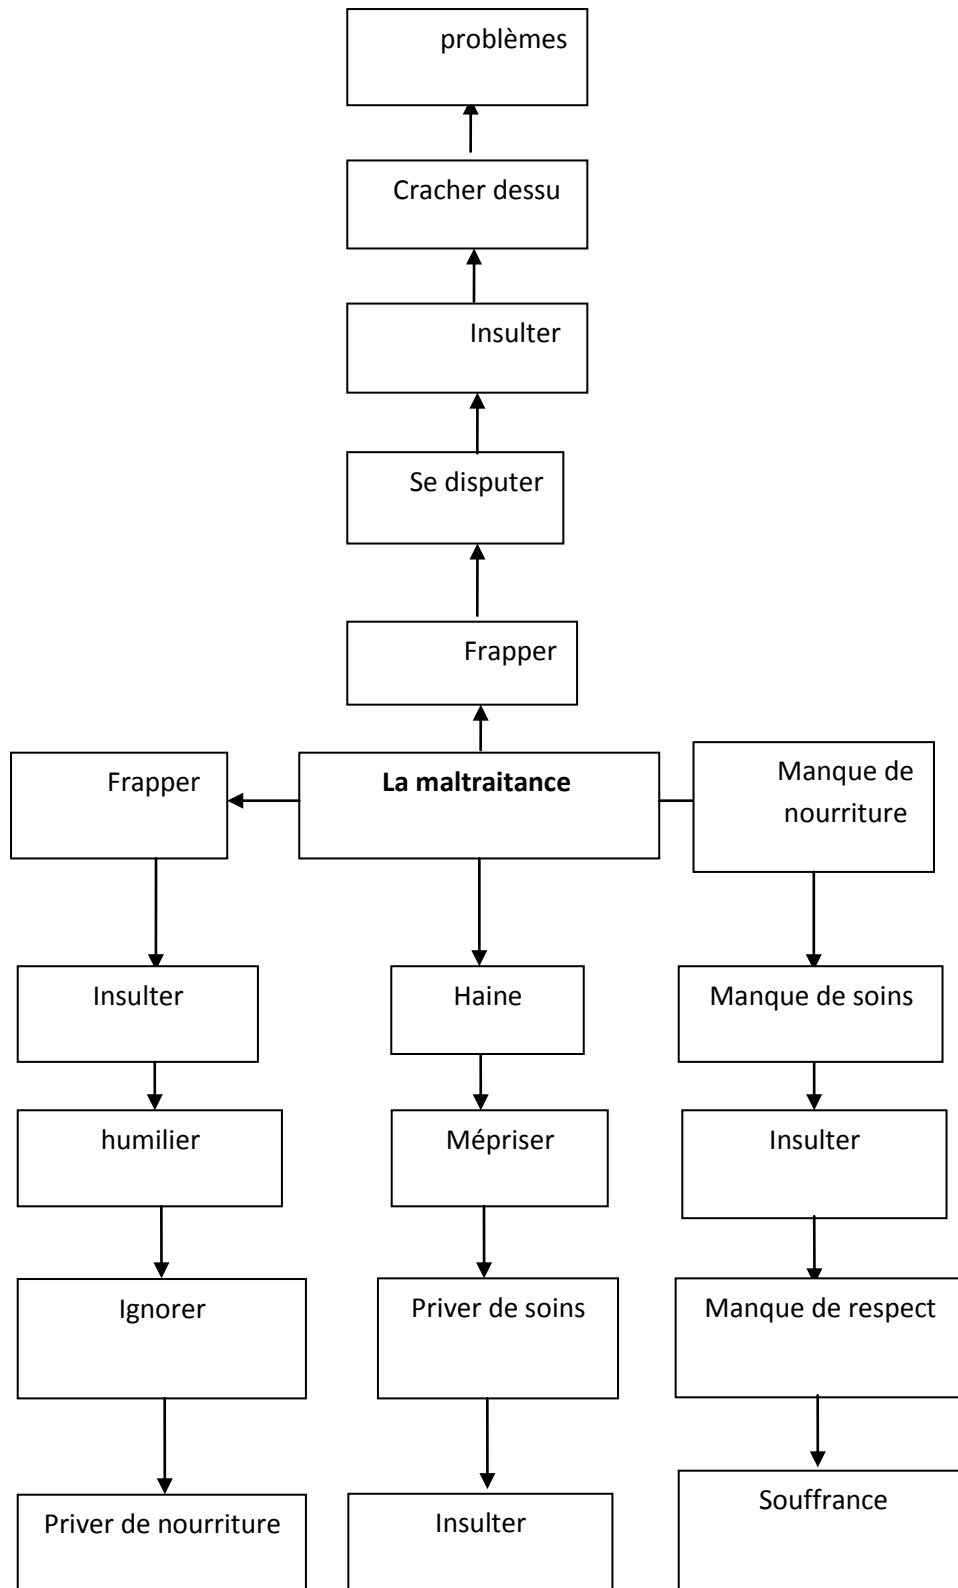 problèmes
Cracher dessu
Insulter
Se disputer
Frapper
Frapper
La maltraitance
Manque de
nourriture
Insulter
Haine
Manque de soins
humilier
Mépriser
Insulter
Ignorer
Priver de soins
Manque de respect
Priver de nourriture
Insulter
Souffrance